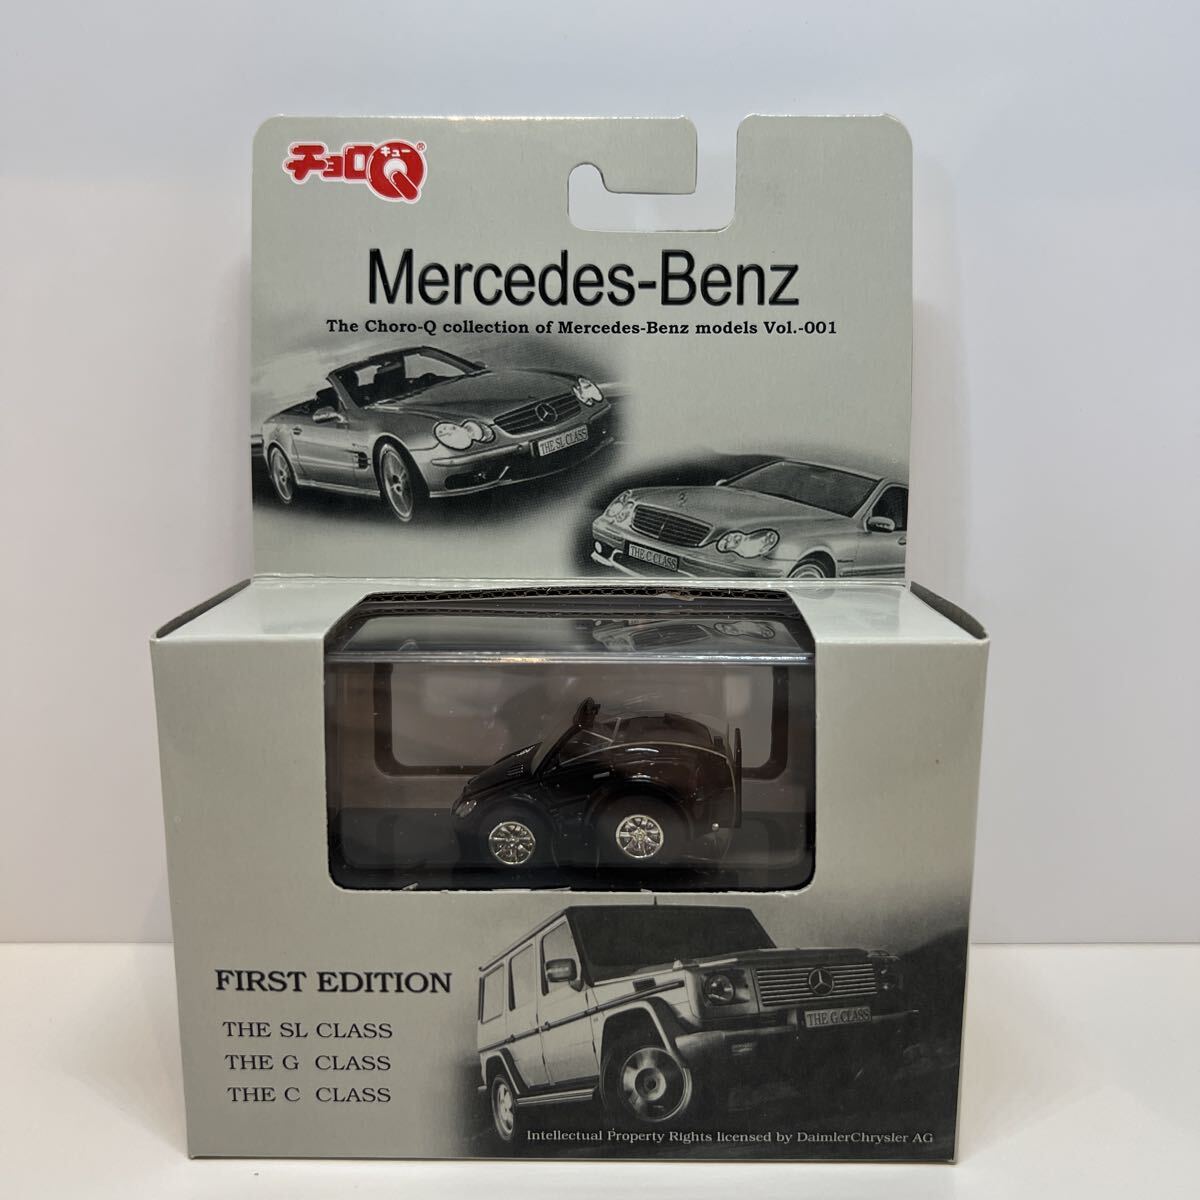 チョロQ
キュー
®
Mercedes-Benz
The Choro-Q collection of Mercedes-Benz models Vol.-001
THE SL CLASS
THE C CLASS
THE G CLASS
FIRST EDITION
THE SL CLASS
THE G CLASS
THE C CLASS
Intellectual Property Rights licensed by DaimlerChrysler AG